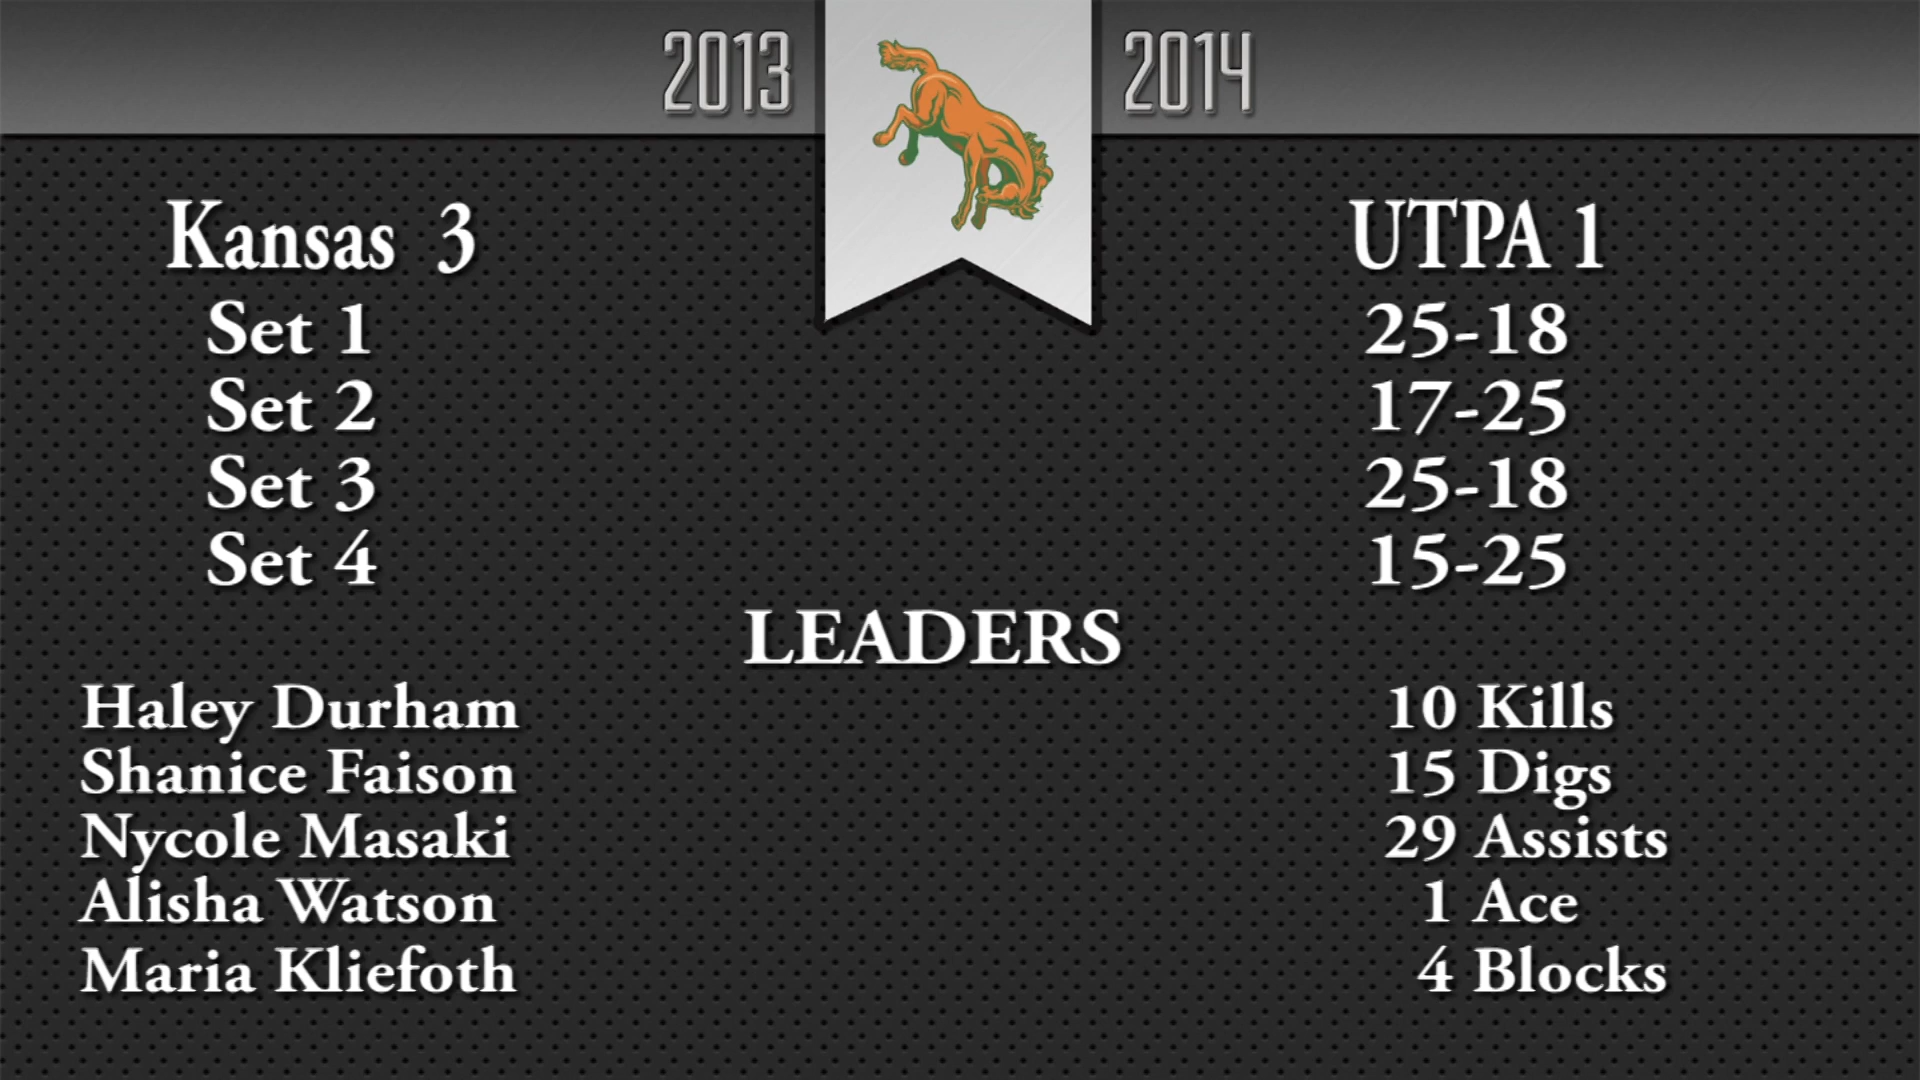 2013 2014
Kansas 3 UTPA 1
Set 1 25-18
Set 2 17-25
Set 3 25-18
Set 4 15-25
LEADERS
Haley Durham 10 Kills
Shanice Faison 15 Digs
Nycole Masaki 29 Assists
Alisha Watson 1 Ace
Maria Kliefoth 4 Blocks